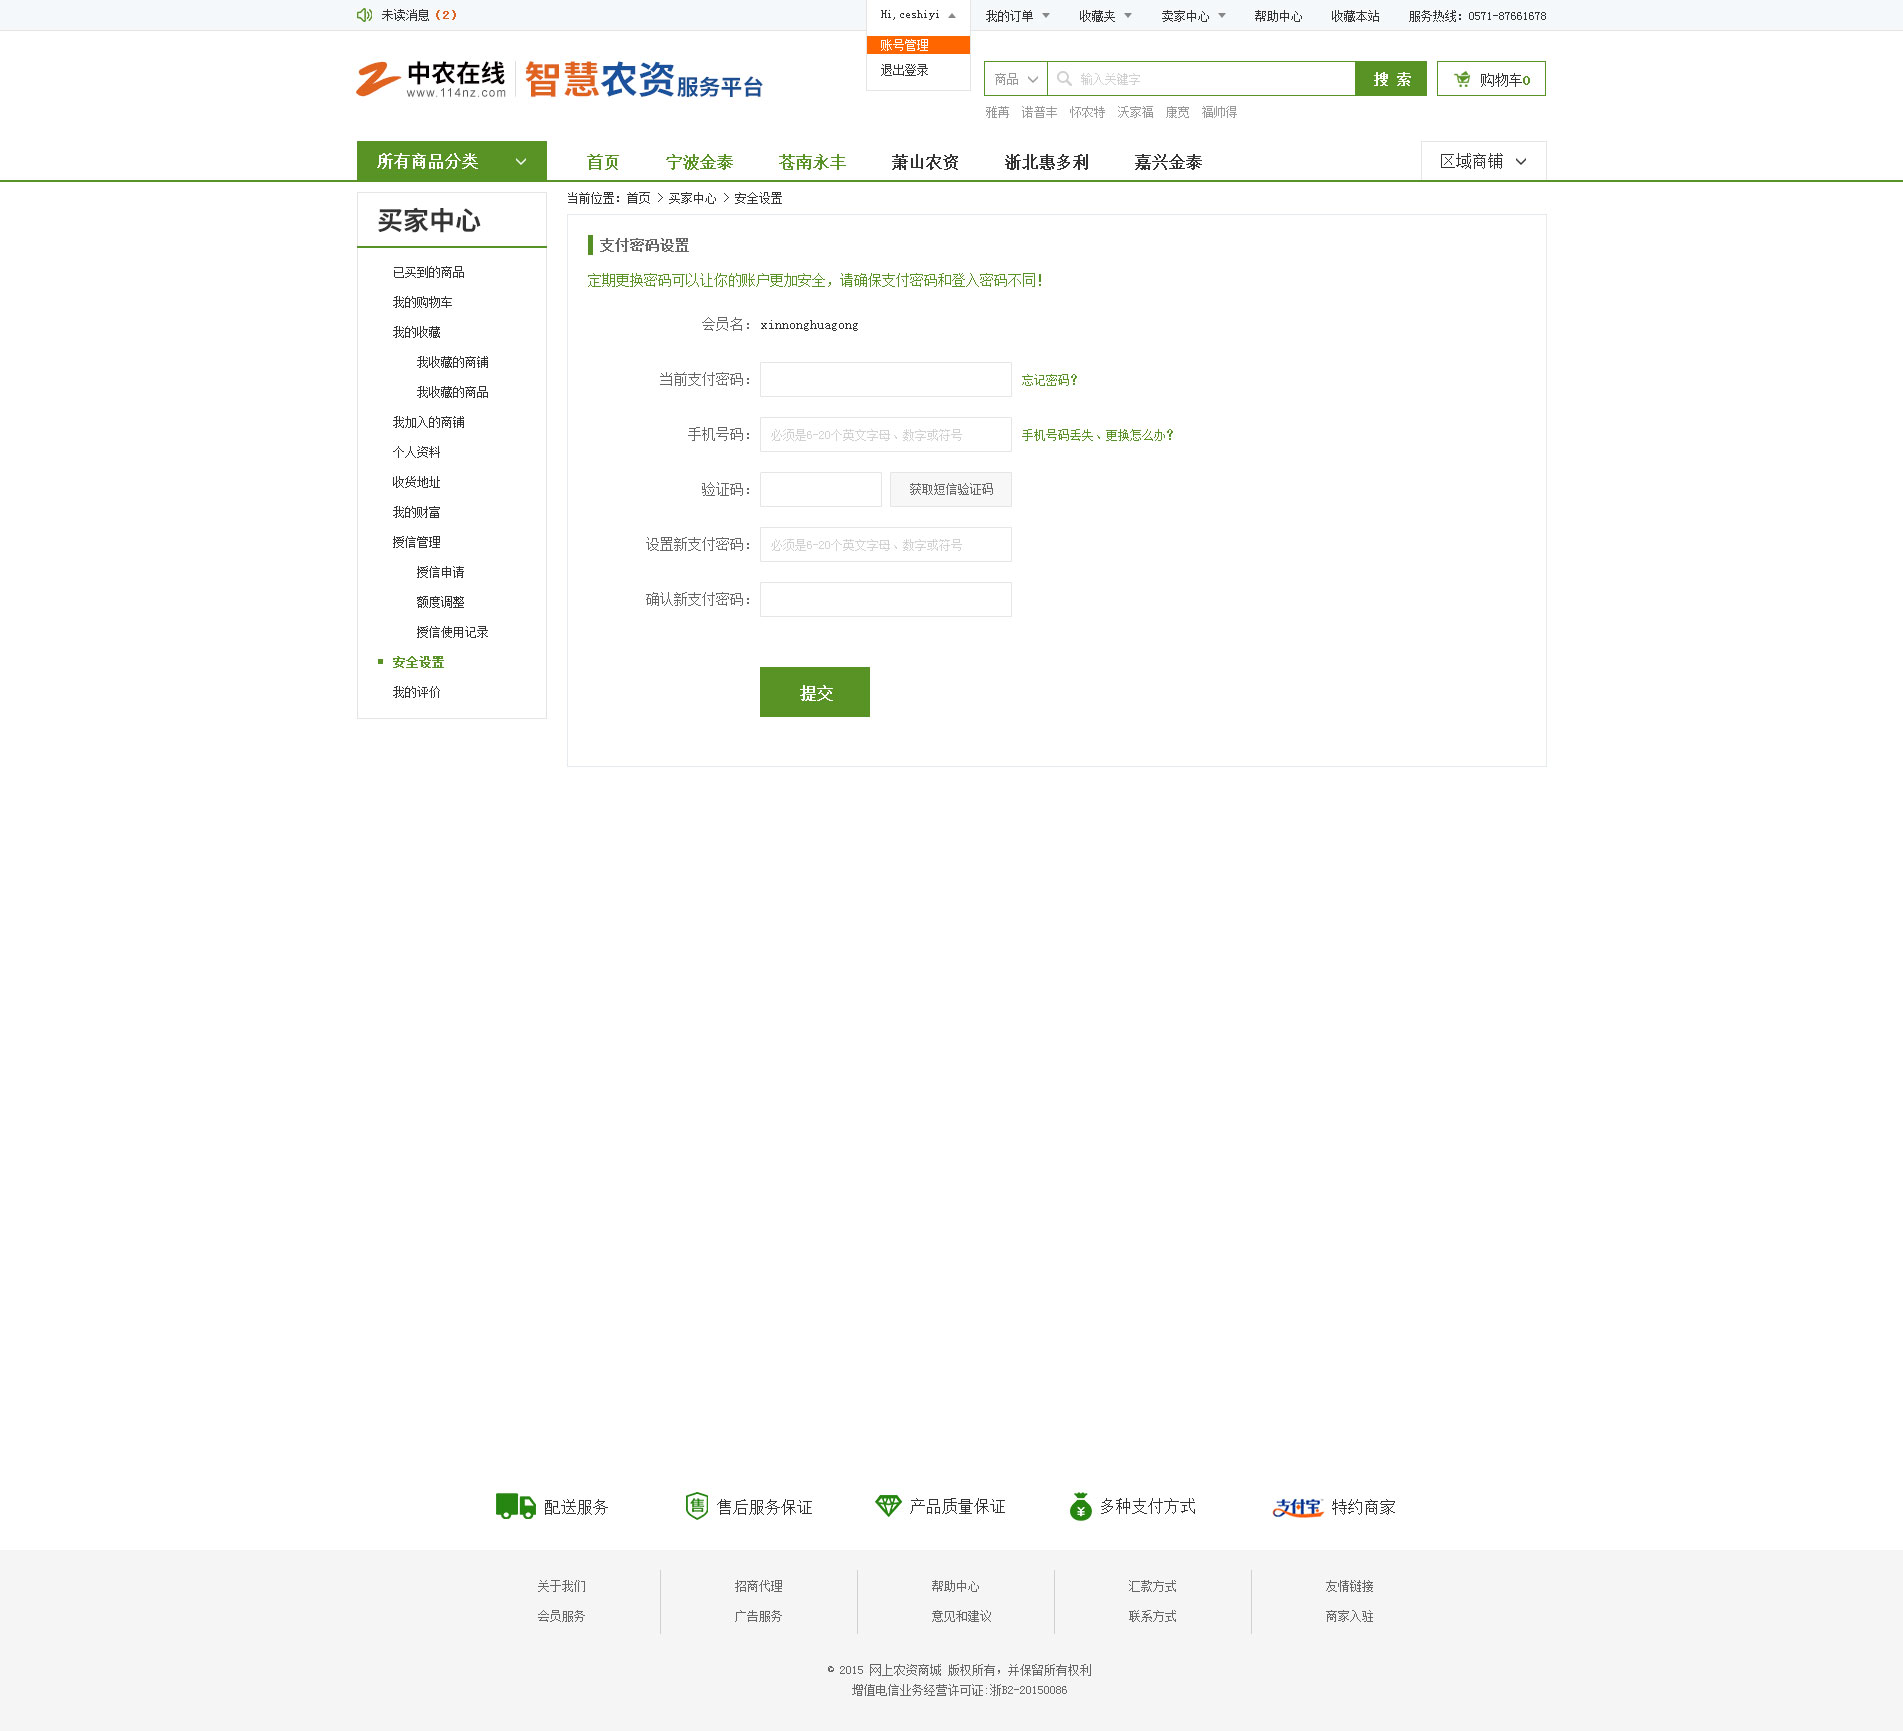 未读消息（2）
Hi, ceshiyi
我的订单 收藏夹 卖家中心 帮助中心 收藏本站 服务热线：0571-87661678
账号管理
退出登录
中农在线
www.114nz.com
智慧农资服务平台
商品 输入关键字 搜 索 购物车0
雅苒 诺普丰 怀农特 沃家福 康宽 福帅得
所有商品分类 首页 宁波金泰 苍南永丰 萧山农资 浙北惠多利 嘉兴金泰 区域商铺
当前位置：首页 > 买家中心 > 安全设置
买家中心
已买到的商品
我的购物车
我的收藏
我收藏的商铺
我收藏的商品
我加入的商铺
个人资料
收货地址
我的财富
授信管理
授信申请
额度调整
授信使用记录
安全设置
我的评价
支付密码设置
定期更换密码可以让你的账户更加安全，请确保支付密码和登入密码不同！
会员名：xinnonghuagong
当前支付密码： 忘记密码？
手机号码：必须是6-20个英文字母、数字或符号 手机号码丢失、更换怎么办？
验证码： 获取短信验证码
设置新支付密码：必须是6-20个英文字母、数字或符号
确认新支付密码：
提交
配送服务 售 售后服务保证 产品质量保证 ¥ 多种支付方式 支付宝 特约商家
关于我们 招商代理 帮助中心 汇款方式 友情链接
会员服务 广告服务 意见和建议 联系方式 商家入驻
© 2015 网上农资商城 版权所有，并保留所有权利
增值电信业务经营许可证:浙B2-20150086